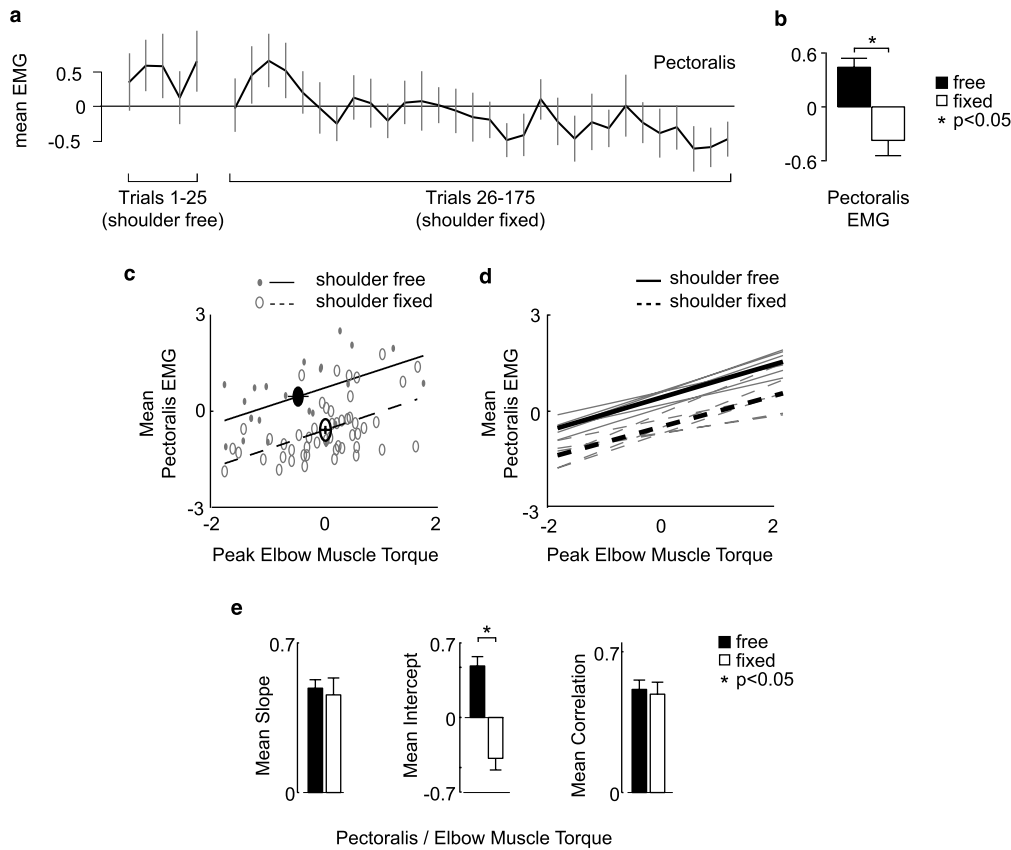 a
mean EMG
0.5
0
-0.5
Pectoralis
Trials 1-25
(shoulder free)
Trials 26-175
(shoulder fixed)
b
0.6
0
-0.6
*
free
fixed
* p<0.05
Pectoralis
EMG
c
shoulder free
shoulder fixed
Mean
Pectoralis EMG
3
0
-3
-2
0
2
Peak Elbow Muscle Torque
d
shoulder free
shoulder fixed
Mean
Pectoralis EMG
3
0
-3
-2
0
2
Peak Elbow Muscle Torque
e
Mean Slope
0.7
0
Mean Intercept
0.7
0
-0.7
*
Mean Correlation
0.7
0
free
fixed
* p<0.05
Pectoralis / Elbow Muscle Torque